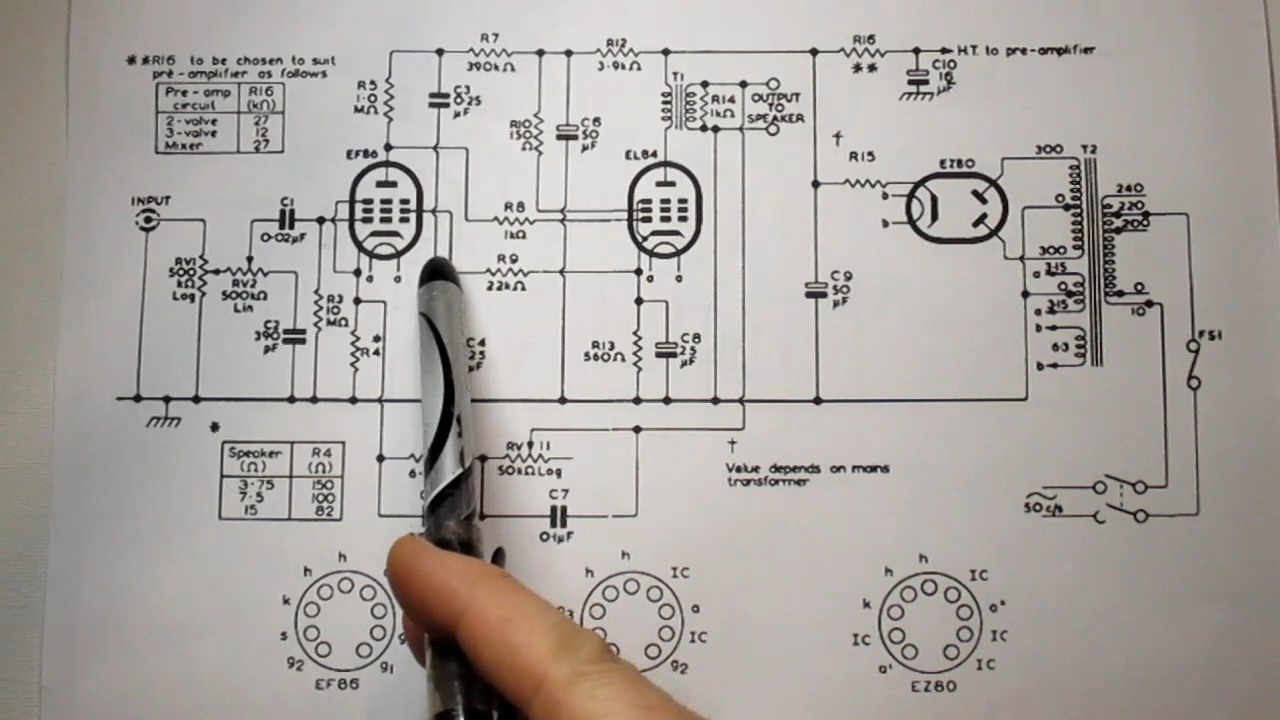 **R16 to be chosen to suit
pre-amplifier as follows
Pre-amp circuit R16 (kΩ)
2-valve 27
3-valve 12
Mixer 27
R7
390kΩ
R12
3·9kΩ
R16
**
H.T. to pre-amplifier
C10
16
μF
R5
1·0
MΩ
C3
0·25
μF
R10
150
Ω
C6
50
μF
T1
R14
1kΩ
OUTPUT
TO
SPEAKER
†
R15
EZ80
300
T2
240
220
200
EF86
EL84
INPUT
C1
0·02μF
R8
1kΩ
b
b
0
300
RV1
500
kΩ
Log
RV2
500kΩ
Lin
a
a
R9
22kΩ
a
a
C9
50
μF
a 3·15
0
3·15
a
b
6·3
b
0
10
FS1
R3
10
MΩ
C2
390
pF
R4
*
C4
25
μF
R13
560Ω
C8
25
μF
*
Speaker (Ω) R4 (Ω)
3·75 150
7·5 100
15 82
6·
RV11
50kΩLog
C7
0·1μF
†
Value depends on mains
transformer
50c/s
h
h
k
s
g2
g1
EF86
h
h
IC
a
IC
g2
h
h
k
IC
a'
IC
a"
IC
IC
EZ80